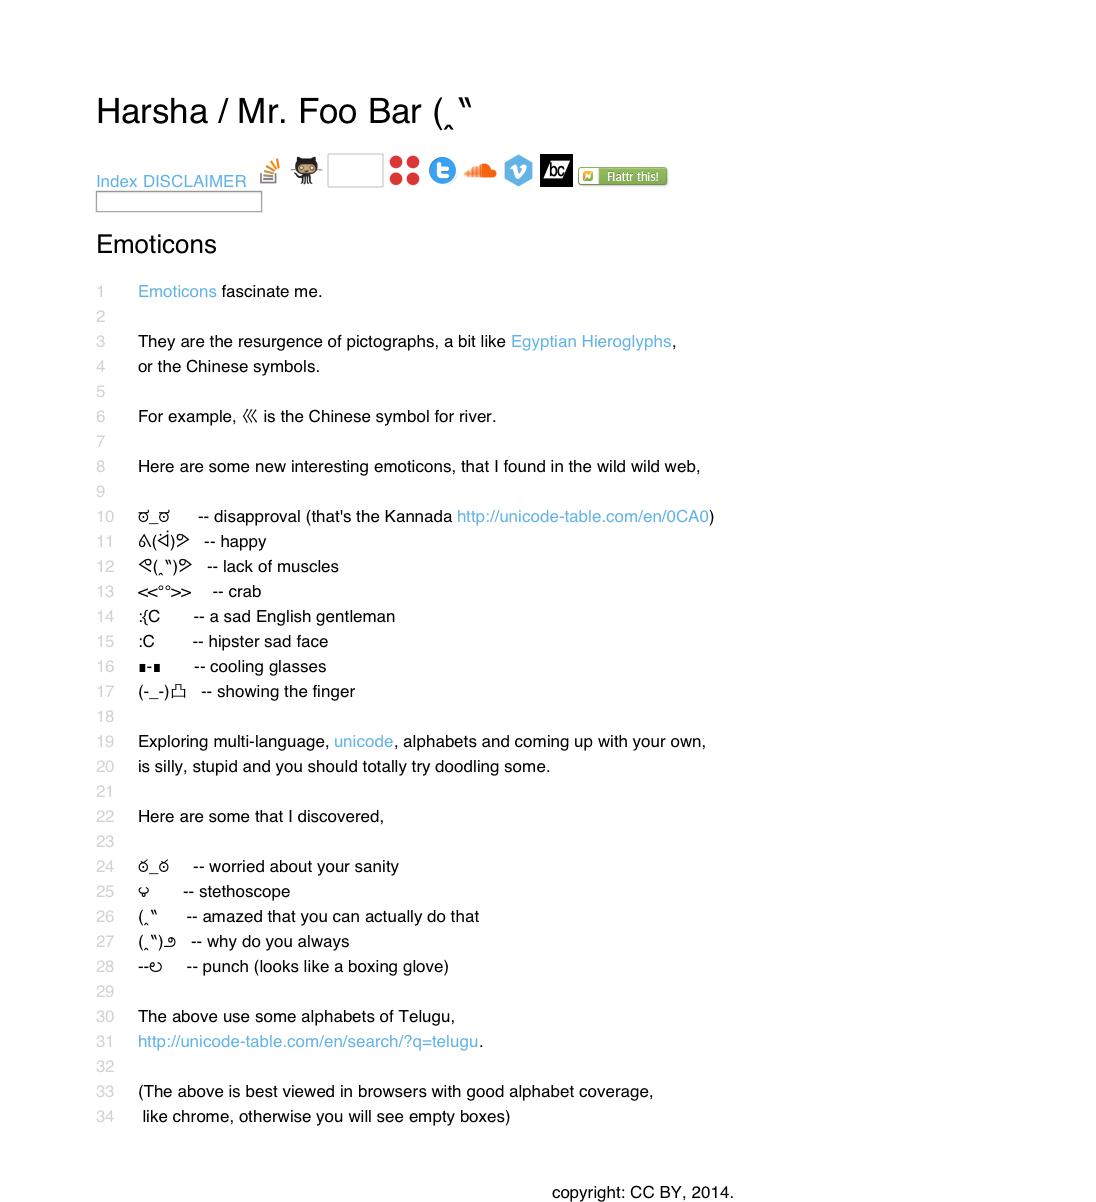 Harsha / Mr. Foo Bar (‸‶
Index DISCLAIMER
bc
Flattr this!
Emoticons
1 Emoticons fascinate me.
2
3 They are the resurgence of pictographs, a bit like Egyptian Hieroglyphs,
4 or the Chinese symbols.
5
6 For example, 巛 is the Chinese symbol for river.
7
8 Here are some new interesting emoticons, that I found in the wild wild web,
9
10 ಠ_ಠ -- disapproval (that's the Kannada http://unicode-table.com/en/0CA0)
11 ᕕ(ᐛ)ᕗ -- happy
12 ᕙ(‸‶)ᕗ -- lack of muscles
13 <<°°>> -- crab
14 :{C -- a sad English gentleman
15 :C -- hipster sad face
16 ∎-∎ -- cooling glasses
17 (-_-)凸 -- showing the finger
18
19 Exploring multi-language, unicode, alphabets and coming up with your own,
20 is silly, stupid and you should totally try doodling some.
21
22 Here are some that I discovered,
23
24 ఠ_ఠ -- worried about your sanity
25 -- stethoscope
26 (‸‶ -- amazed that you can actually do that
27 (‸‶)౨ -- why do you always
28 --లు -- punch (looks like a boxing glove)
29
30 The above use some alphabets of Telugu,
31 http://unicode-table.com/en/search/?q=telugu.
32
33 (The above is best viewed in browsers with good alphabet coverage,
34 like chrome, otherwise you will see empty boxes)
copyright: CC BY, 2014.